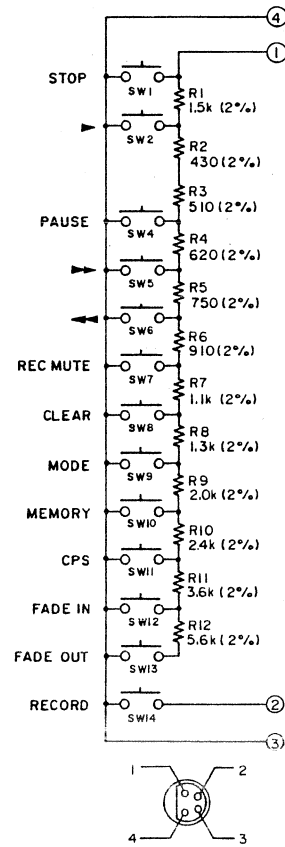 4
1
STOP
SW1
R1
1.5k (2%)
SW2
R2
430 (2%)
R3
510 (2%)
PAUSE
SW4
R4
620 (2%)
SW5
R5
750 (2%)
SW6
R6
910 (2%)
REC MUTE
SW7
R7
1.1k (2%)
CLEAR
SW8
R8
1.3k (2%)
MODE
SW9
R9
2.0k (2%)
MEMORY
SW10
R10
2.4k (2%)
CPS
SW11
R11
3.6k (2%)
FADE IN
SW12
R12
5.6k (2%)
FADE OUT
SW13
RECORD
SW14
2
3
1 2
4 3